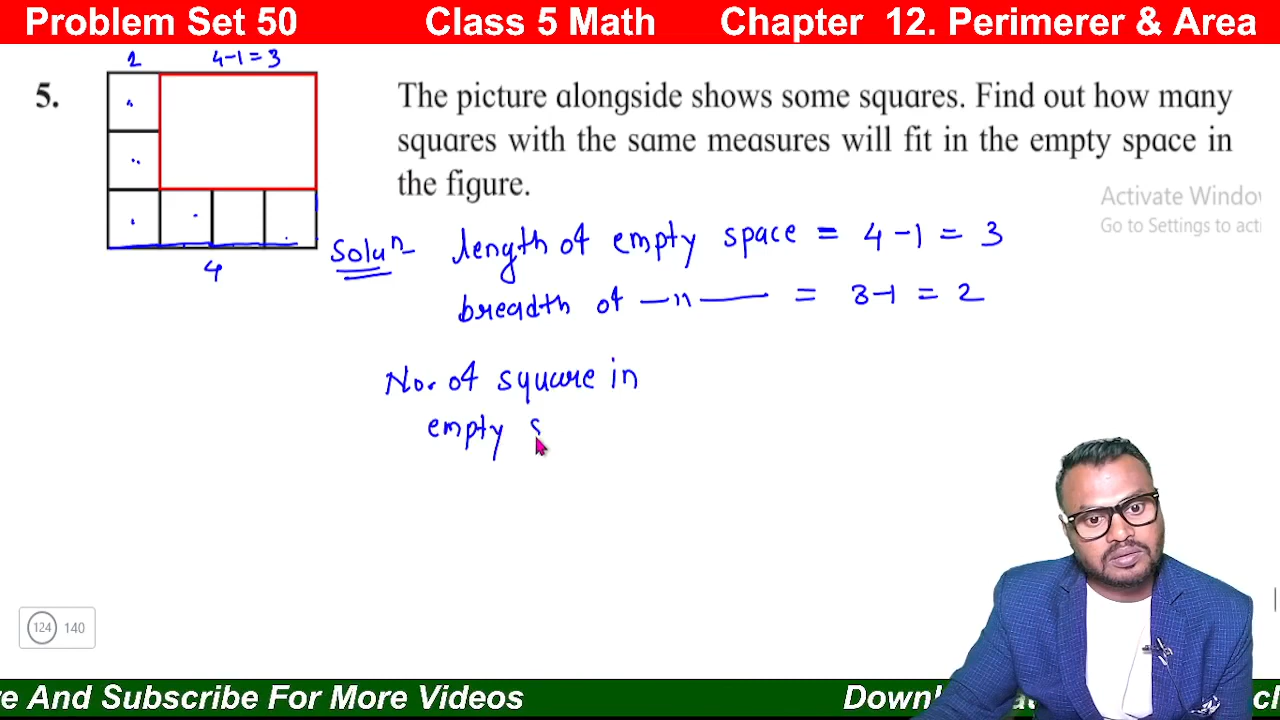 Problem Set 50 Class 5 Math Chapter 12. Perimerer & Area
2 4-1=3
5. The picture alongside shows some squares. Find out how many
squares with the same measures will fit in the empty space in
the figure.
Activate Window
Go to Settings to acti
4
Soluⁿ- length of empty space = 4-1 = 3
breadth of —〃— = 3-1 = 2
No. of square in
empty s
124 140
e And Subscribe For More Videos Down